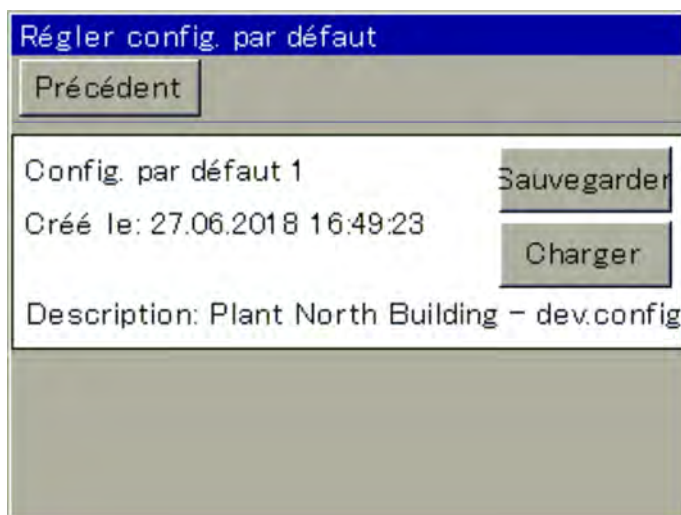 Régler config. par défaut
Précédent
Config. par défaut 1
Sauvegarder
Créé le: 27.06.2018 16:49:23
Charger
Description: Plant North Building - dev.config